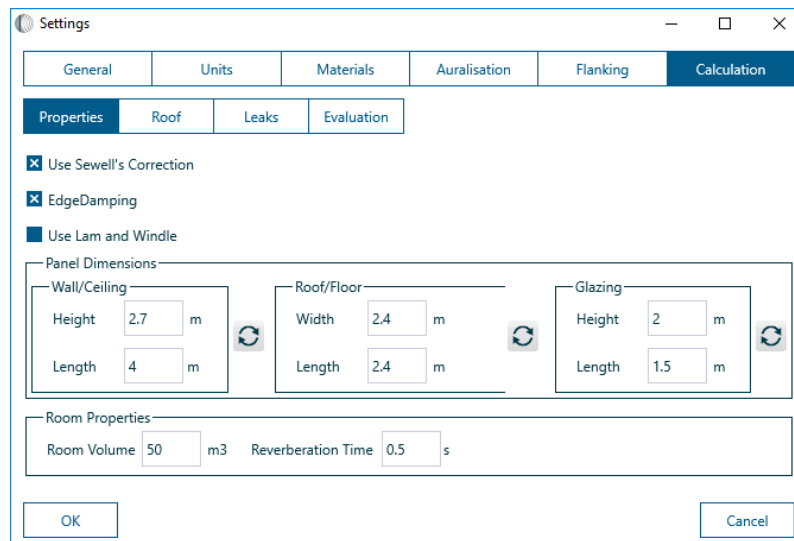 Settings
General Units Materials Auralisation Flanking Calculation
Properties Roof Leaks Evaluation
Use Sewell's Correction
EdgeDamping
Use Lam and Windle
Panel Dimensions
Wall/Ceiling Roof/Floor Glazing
Height 2.7 m Width 2.4 m Height 2 m
Length 4 m Length 2.4 m Length 1.5 m
Room Properties
Room Volume 50 m3 Reverberation Time 0.5 s
OK Cancel